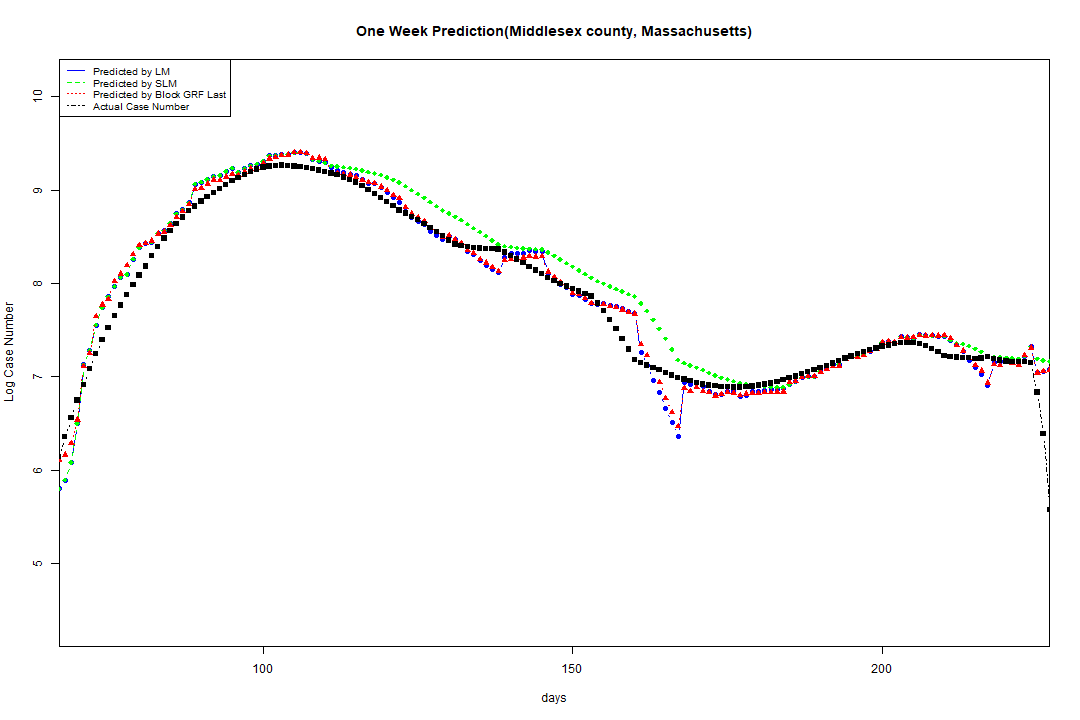 One Week Prediction(Middlesex county, Massachusetts)
Predicted by LM
Predicted by SLM
Predicted by Block GRF Last
Actual Case Number
10
9
8
7
6
5
Log Case Number
100
150
200
days